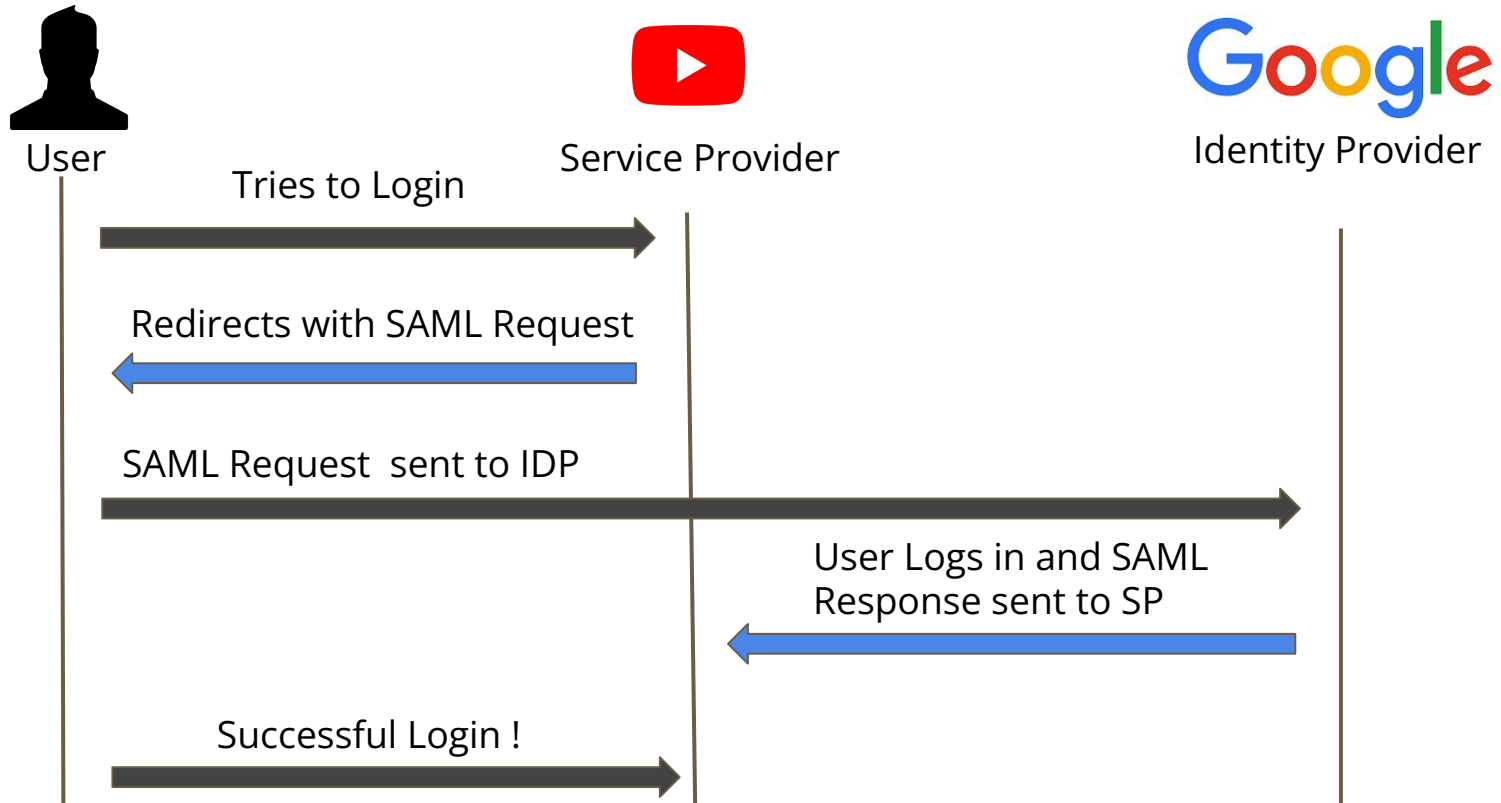 Google
User
Service Provider
Identity Provider
Tries to Login
Redirects with SAML Request
SAML Request  sent to IDP
User Logs in and SAML
Response sent to SP
Successful Login !